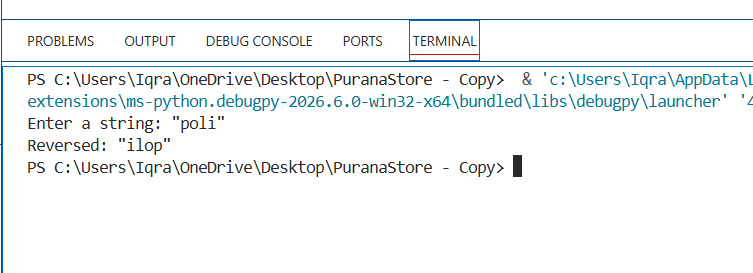 PROBLEMS OUTPUT DEBUG CONSOLE PORTS TERMINAL
PS C:\Users\Iqra\OneDrive\Desktop\PuranaStore - Copy>  & 'c:\Users\Iqra\AppData\L
extensions\ms-python.debugpy-2026.6.0-win32-x64\bundled\libs\debugpy\launcher' '4
Enter a string: "poli"
Reversed: "ilop"
PS C:\Users\Iqra\OneDrive\Desktop\PuranaStore - Copy>